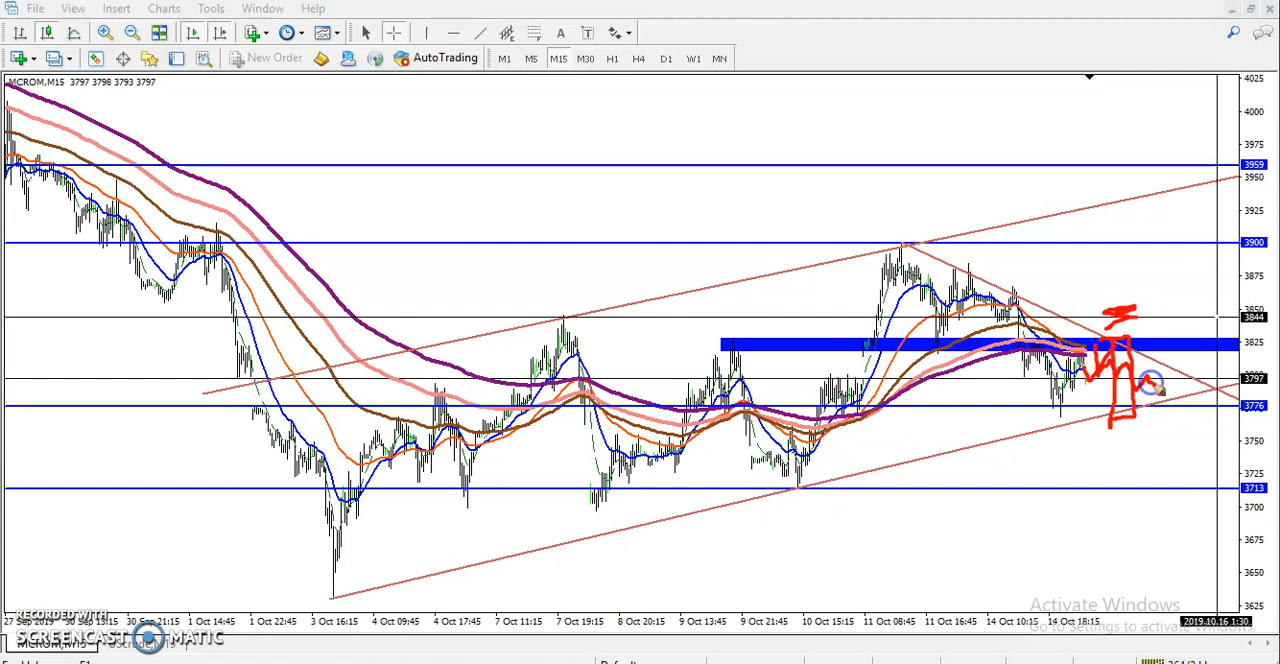 File View Insert Charts Tools Window Help
New Order AutoTrading M1 M5 M15 M30 H1 H4 D1 W1 MN
MCROM,M15 3797 3798 3793 3797
4025
4000
3975
3959
3950
3925
3900
3875
3850
3844
3825
3797
3776
3750
3725
3713
3700
3675
3650
3625
Activate Windows
Go to Settings to activate Windows.
RECORDED WITH
27 Sep 2019 30 Sep 13:15 30 Sep 21:15 1 Oct 14:45 1 Oct 22:45 3 Oct 16:15 4 Oct 09:45 4 Oct 17:45 7 Oct 11:15 7 Oct 19:15 8 Oct 20:15 9 Oct 13:45 9 Oct 21:45 10 Oct 15:15 11 Oct 08:45 11 Oct 16:45 14 Oct 10:15 14 Oct 18:15 2019.10.16 1:30
SCREENCAST MATIC
MCROM,M15